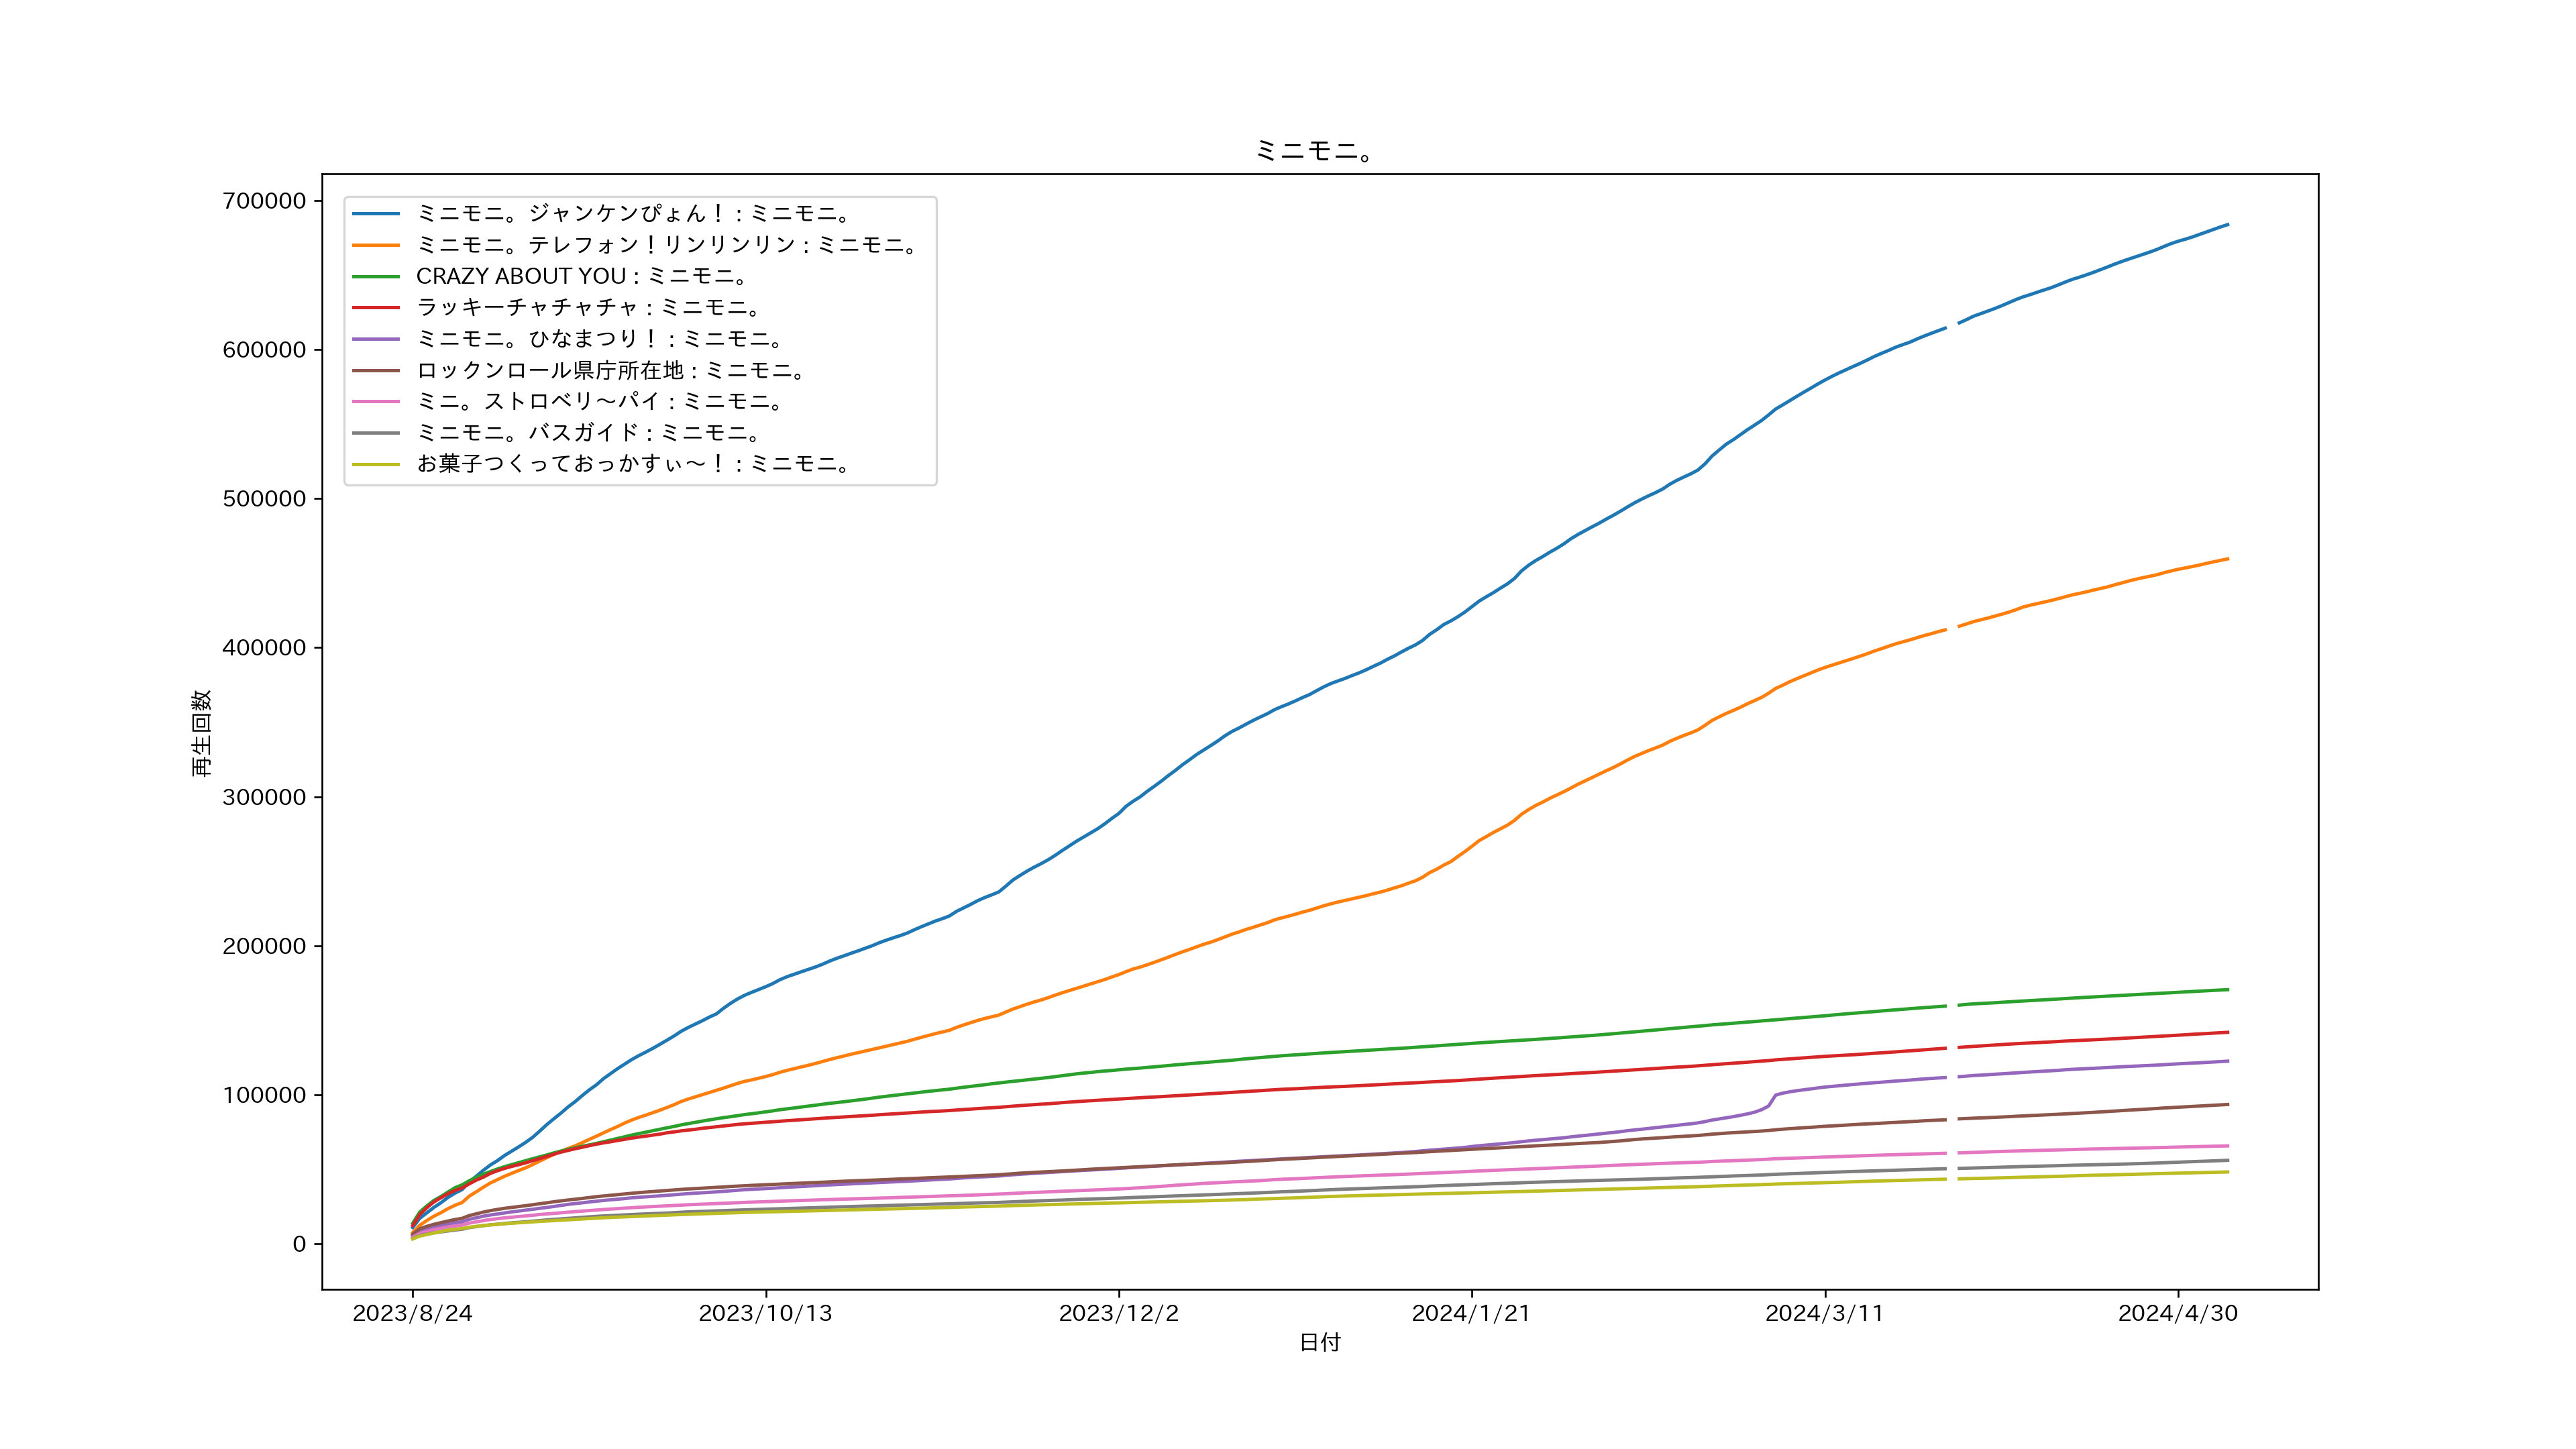 ミニモニ。
700000
600000
500000
400000
300000
200000
100000
0
再生回数
ミニモニ。ジャンケンぴょん！ : ミニモニ。
ミニモニ。テレフォン！リンリンリン : ミニモニ。
CRAZY ABOUT YOU : ミニモニ。
ラッキーチャチャチャ : ミニモニ。
ミニモニ。ひなまつり！ : ミニモニ。
ロックンロール県庁所在地 : ミニモニ。
ミニ。ストロベリ～パイ : ミニモニ。
ミニモニ。バスガイド : ミニモニ。
お菓子つくっておっかすぃ～！ : ミニモニ。
2023/8/24 2023/10/13 2023/12/2 2024/1/21 2024/3/11 2024/4/30
日付